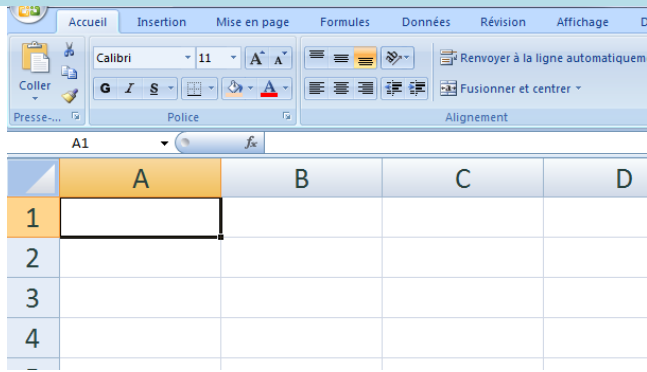 Accueil Insertion Mise en page Formules Données Révision Affichage D
Calibri 11 A A Renvoyer à la ligne automatiquem
Coller G I S A Fusionner et centrer
Presse-... Police Alignement
A1 fx
A B C D
1
2
3
4